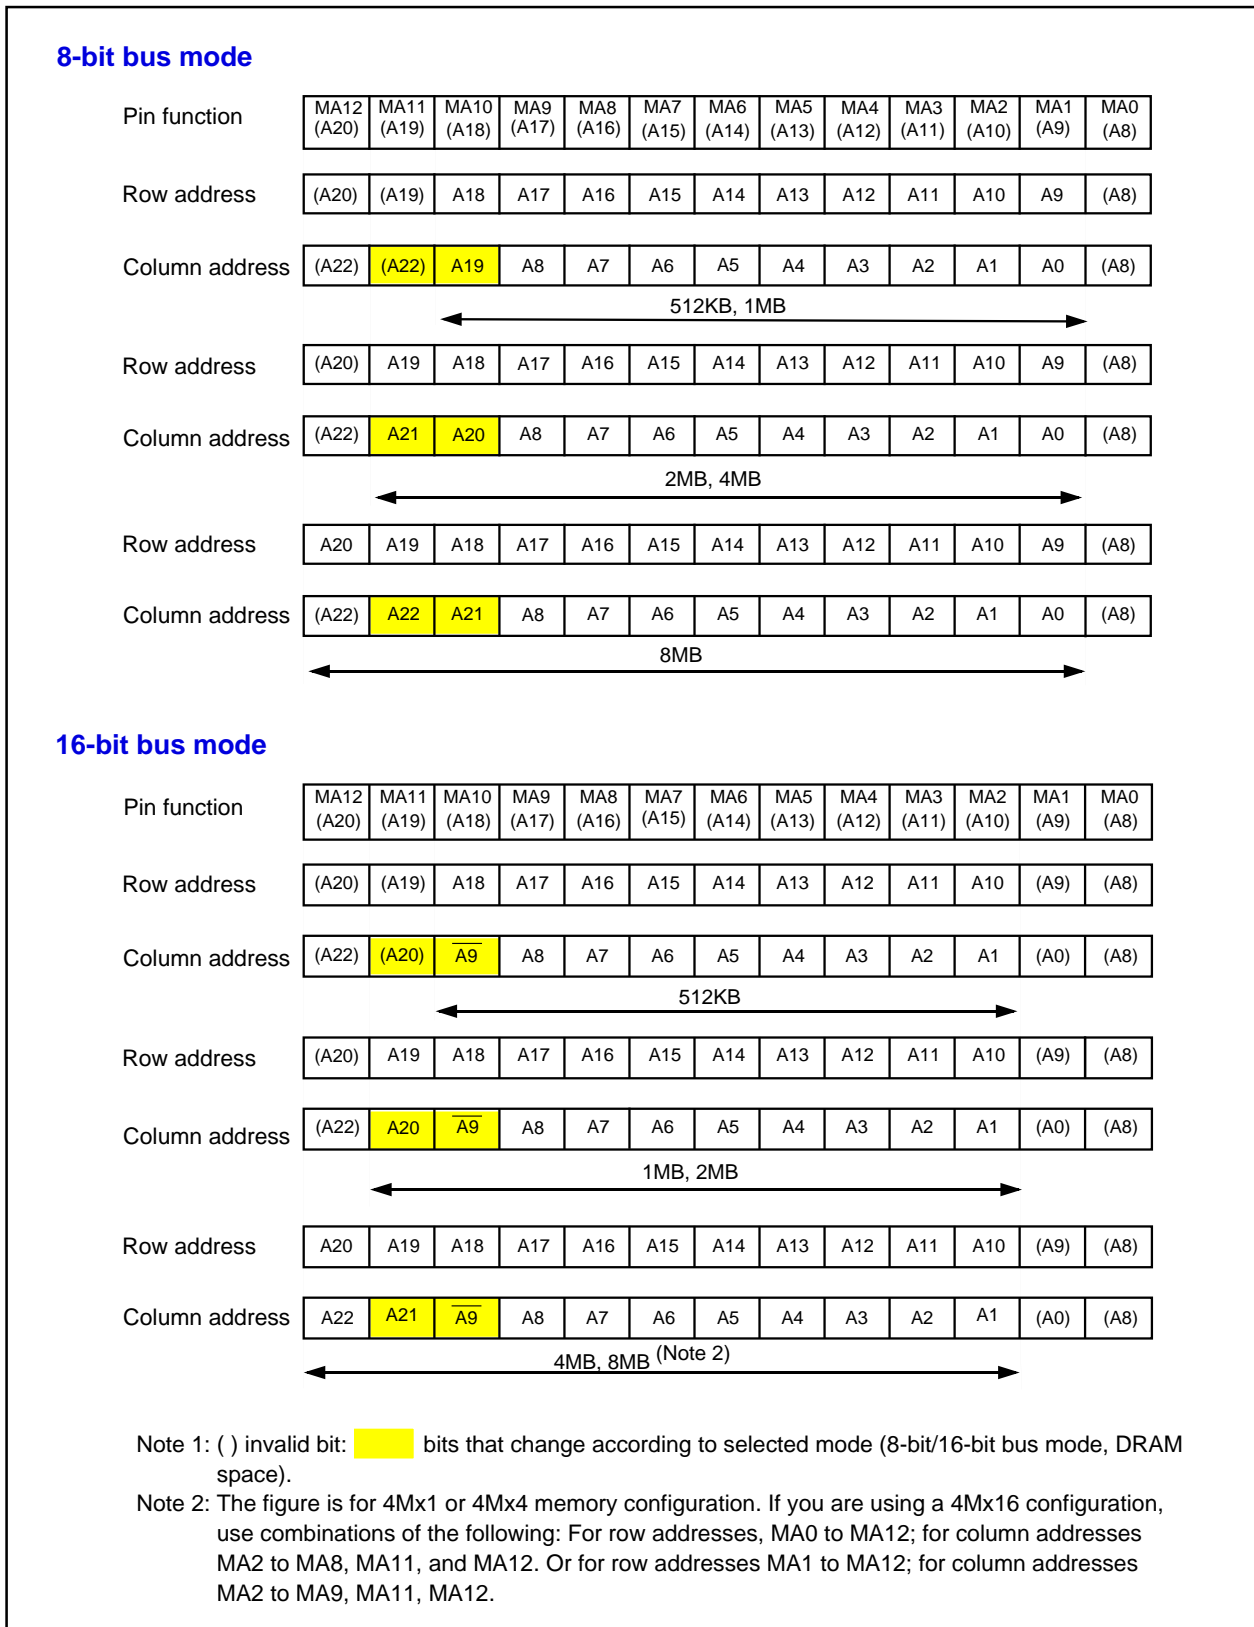 8-bit bus mode
Pin function MA12 MA11 MA10 MA9 MA8 MA7 MA6 MA5 MA4 MA3 MA2 MA1 MA0
(A20) (A19) (A18) (A17) (A16) (A15) (A14) (A13) (A12) (A11) (A10) (A9) (A8)
Row address (A20) (A19) A18 A17 A16 A15 A14 A13 A12 A11 A10 A9 (A8)
Column address (A22) (A22) A19 A8 A7 A6 A5 A4 A3 A2 A1 A0 (A8)
512KB, 1MB
Row address (A20) A19 A18 A17 A16 A15 A14 A13 A12 A11 A10 A9 (A8)
Column address (A22) A21 A20 A8 A7 A6 A5 A4 A3 A2 A1 A0 (A8)
2MB, 4MB
Row address A20 A19 A18 A17 A16 A15 A14 A13 A12 A11 A10 A9 (A8)
Column address (A22) A22 A21 A8 A7 A6 A5 A4 A3 A2 A1 A0 (A8)
8MB
16-bit bus mode
Pin function MA12 MA11 MA10 MA9 MA8 MA7 MA6 MA5 MA4 MA3 MA2 MA1 MA0
(A20) (A19) (A18) (A17) (A16) (A15) (A14) (A13) (A12) (A11) (A10) (A9) (A8)
Row address (A20) (A19) A18 A17 A16 A15 A14 A13 A12 A11 A10 (A9) (A8)
Column address (A22) (A20) A̅9̅ A8 A7 A6 A5 A4 A3 A2 A1 (A0) (A8)
512KB
Row address (A20) A19 A18 A17 A16 A15 A14 A13 A12 A11 A10 (A9) (A8)
Column address (A22) A20 A̅9̅ A8 A7 A6 A5 A4 A3 A2 A1 (A0) (A8)
1MB, 2MB
Row address A20 A19 A18 A17 A16 A15 A14 A13 A12 A11 A10 (A9) (A8)
Column address A22 A21 A̅9̅ A8 A7 A6 A5 A4 A3 A2 A1 (A0) (A8)
4MB, 8MB (Note 2)
Note 1: ( ) invalid bit: bits that change according to selected mode (8-bit/16-bit bus mode, DRAM
space).
Note 2: The figure is for 4Mx1 or 4Mx4 memory configuration. If you are using a 4Mx16 configuration,
use combinations of the following: For row addresses, MA0 to MA12; for column addresses
MA2 to MA8, MA11, and MA12. Or for row addresses MA1 to MA12; for column addresses
MA2 to MA9, MA11, MA12.